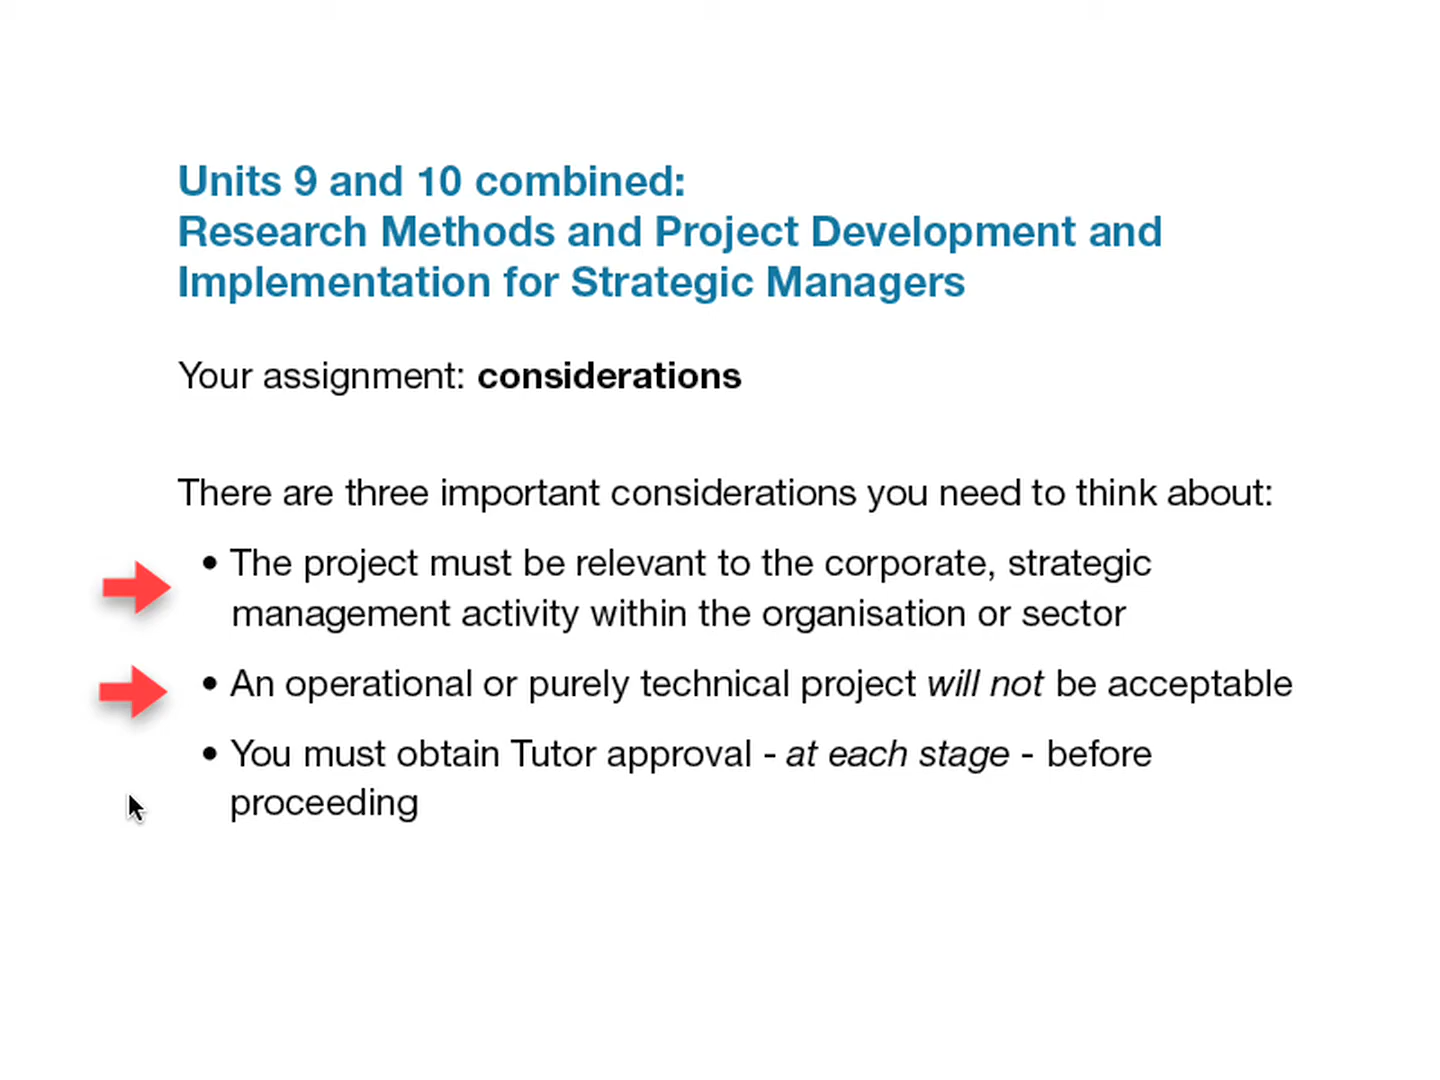 Units 9 and 10 combined:
Research Methods and Project Development and
Implementation for Strategic Managers
Your assignment: considerations
There are three important considerations you need to think about:
• The project must be relevant to the corporate, strategic
management activity within the organisation or sector
• An operational or purely technical project will not be acceptable
• You must obtain Tutor approval - at each stage - before
proceeding